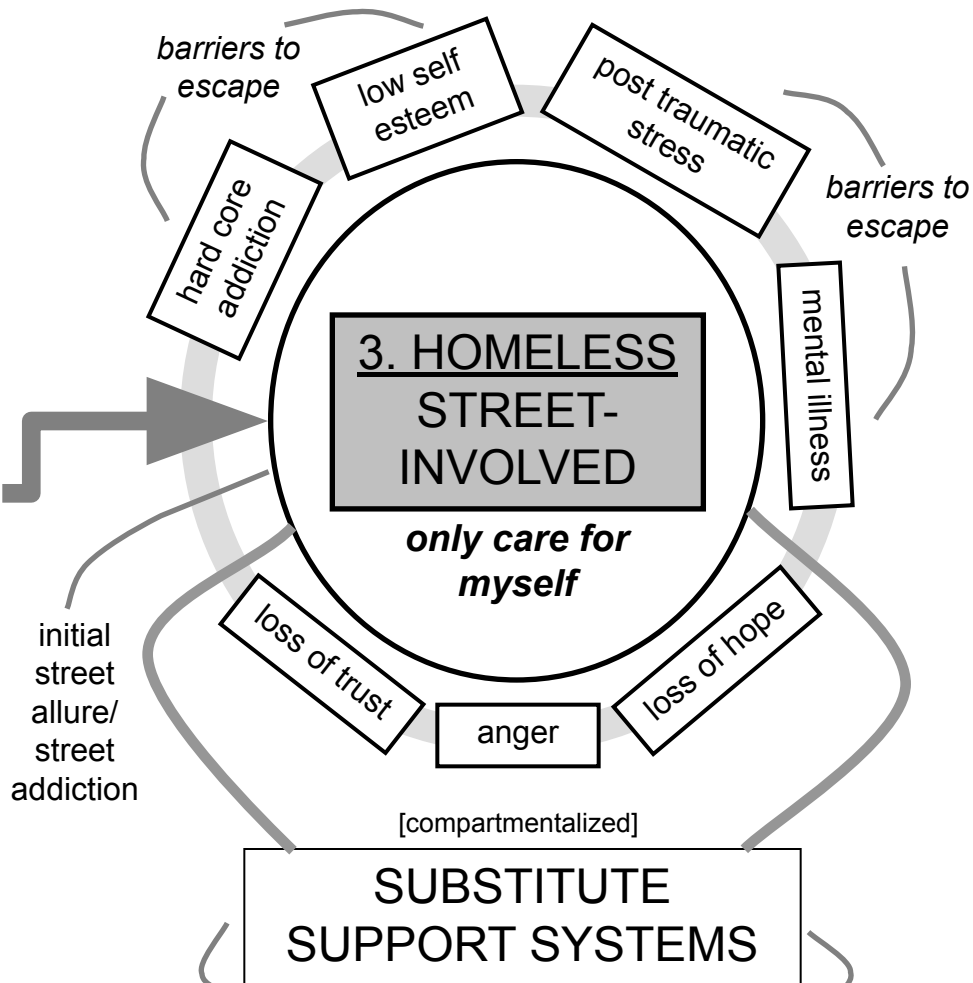 barriers to
escape
low self
esteem
post traumatic
stress
barriers to
escape
hard core
addiction
mental illness
3. HOMELESS
STREET-
INVOLVED
only care for
myself
initial
street
allure/
street
addiction
loss of trust
anger
loss of hope
[compartmentalized]
SUBSTITUTE
SUPPORT SYSTEMS